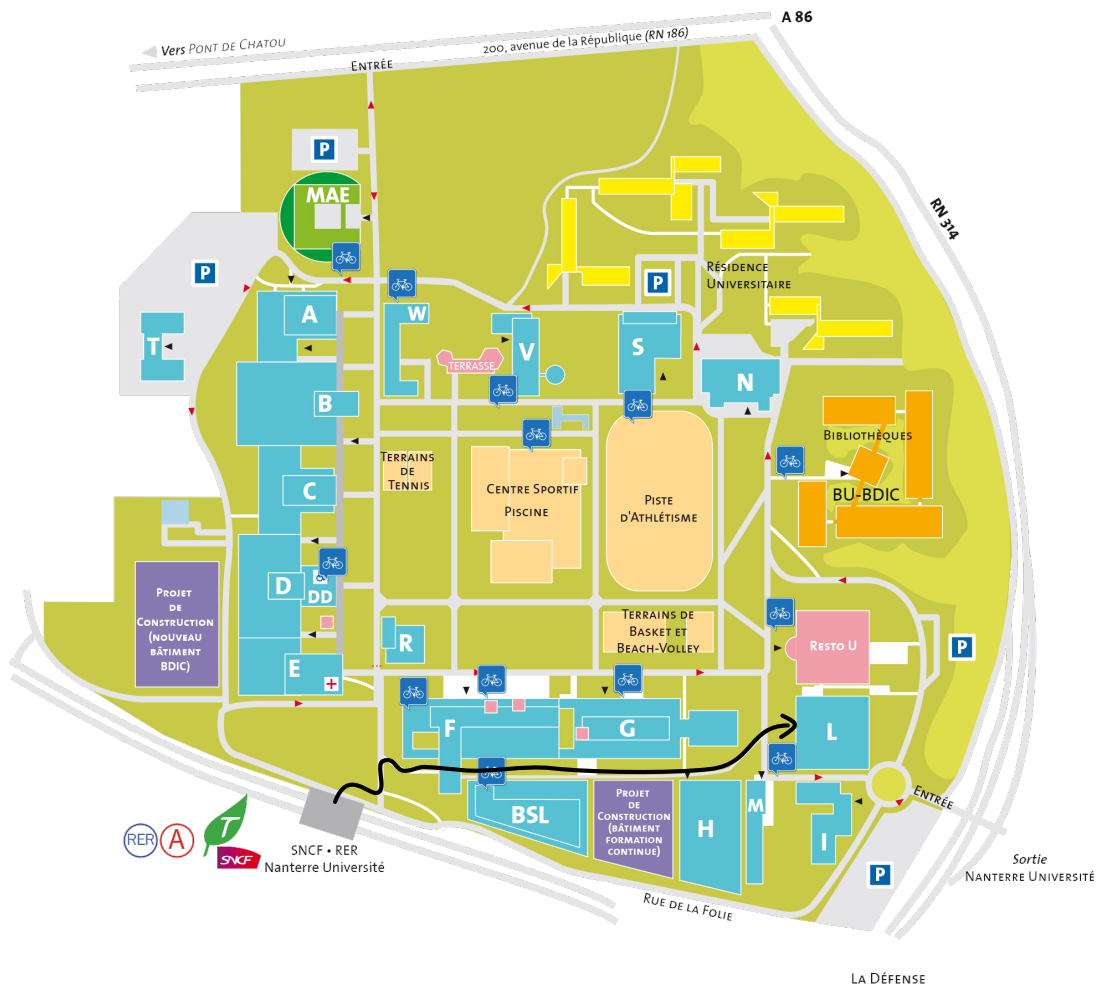 A 86
Vers Pont de Chatou
200, avenue de la République (RN 186)
Entrée
P
MAE
RN 314
P
Résidence
Universitaire
P
A
W
T
V
S
Terrasse
N
B
Bibliothèques
Terrains
de
Tennis
C
Centre Sportif
Piscine
Piste
d'Athlétisme
BU-BDIC
D
DD
Projet
de
Construction
(nouveau
bâtiment
BDIC)
R
Terrains de
Basket et
Beach-Volley
Resto U
P
E
F
G
L
BSL
Projet
de
Construction
(bâtiment
formation
continue)
H
M
I
Entrée
RER
A
T
SNCF
SNCF • RER
Nanterre Université
P
Sortie
Nanterre Université
Rue de la Folie
La Défense